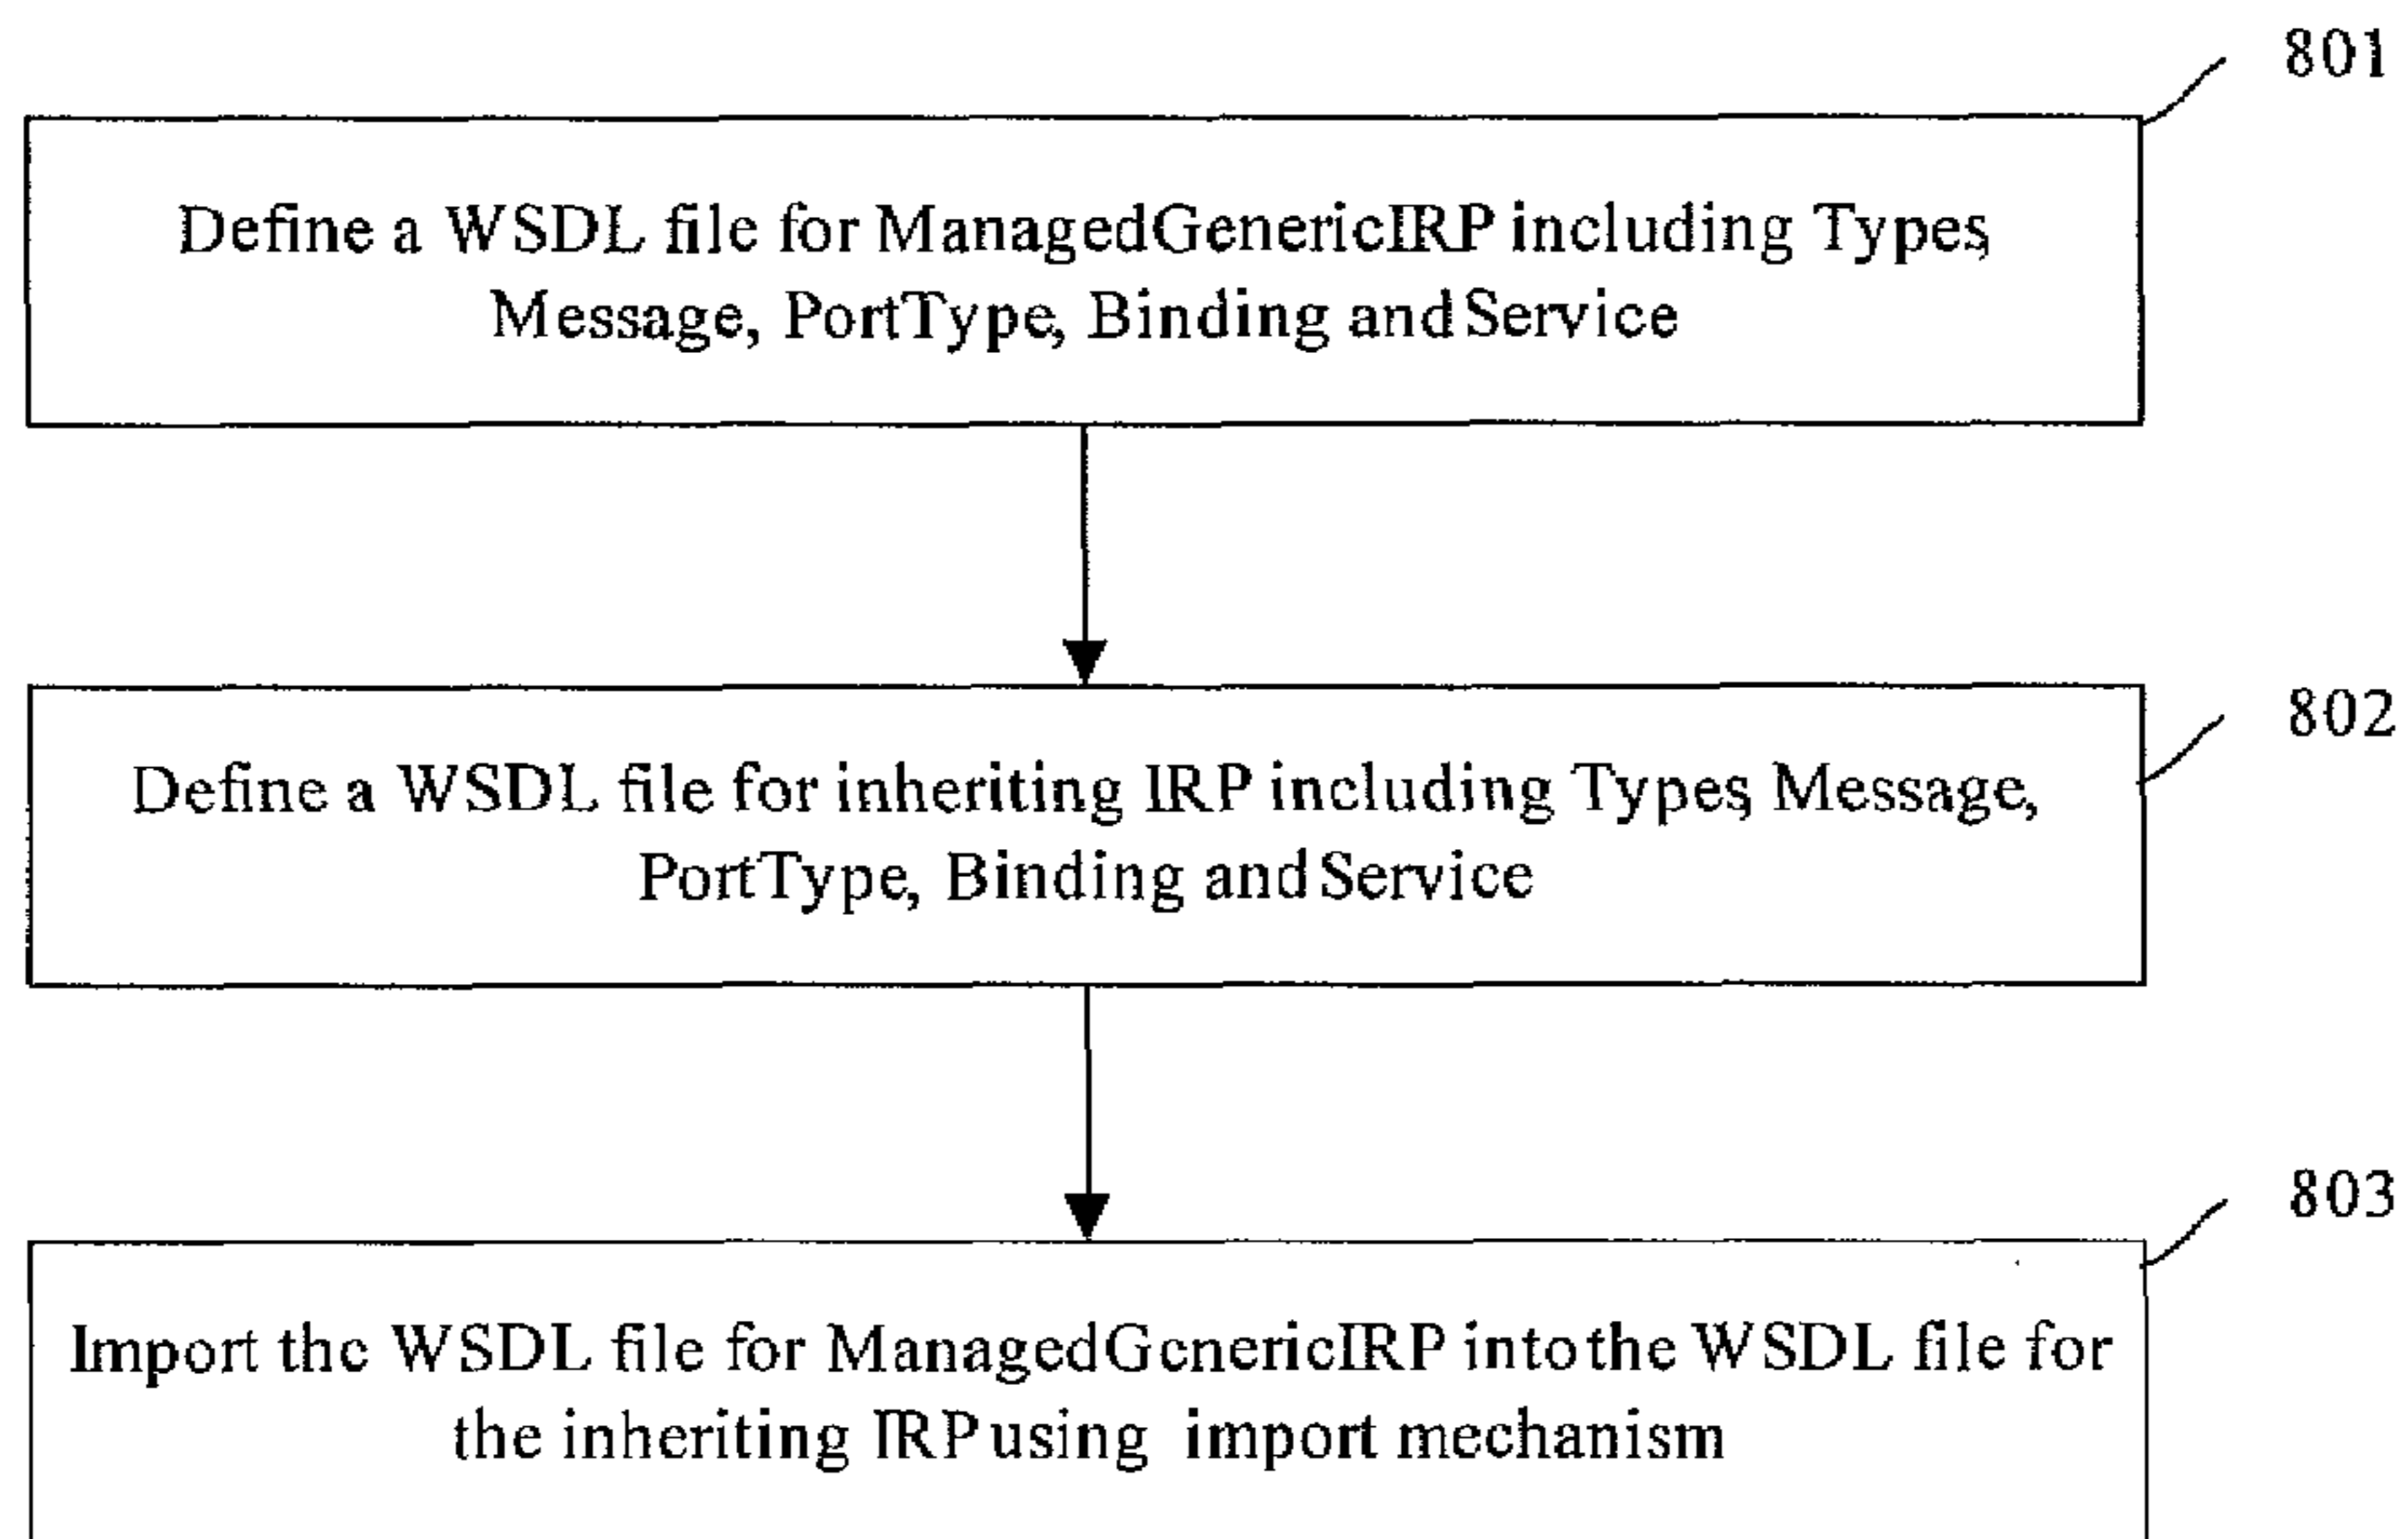 801
Define a WSDL file for ManagedGenericIRP including Types,
Message, PortType, Binding and Service
802
Define a WSDL file for inheriting IRP including Types, Message,
PortType, Binding and Service
803
Import the WSDL file for ManagedGenericIRP into the WSDL file for
the inheriting IRP using import mechanism